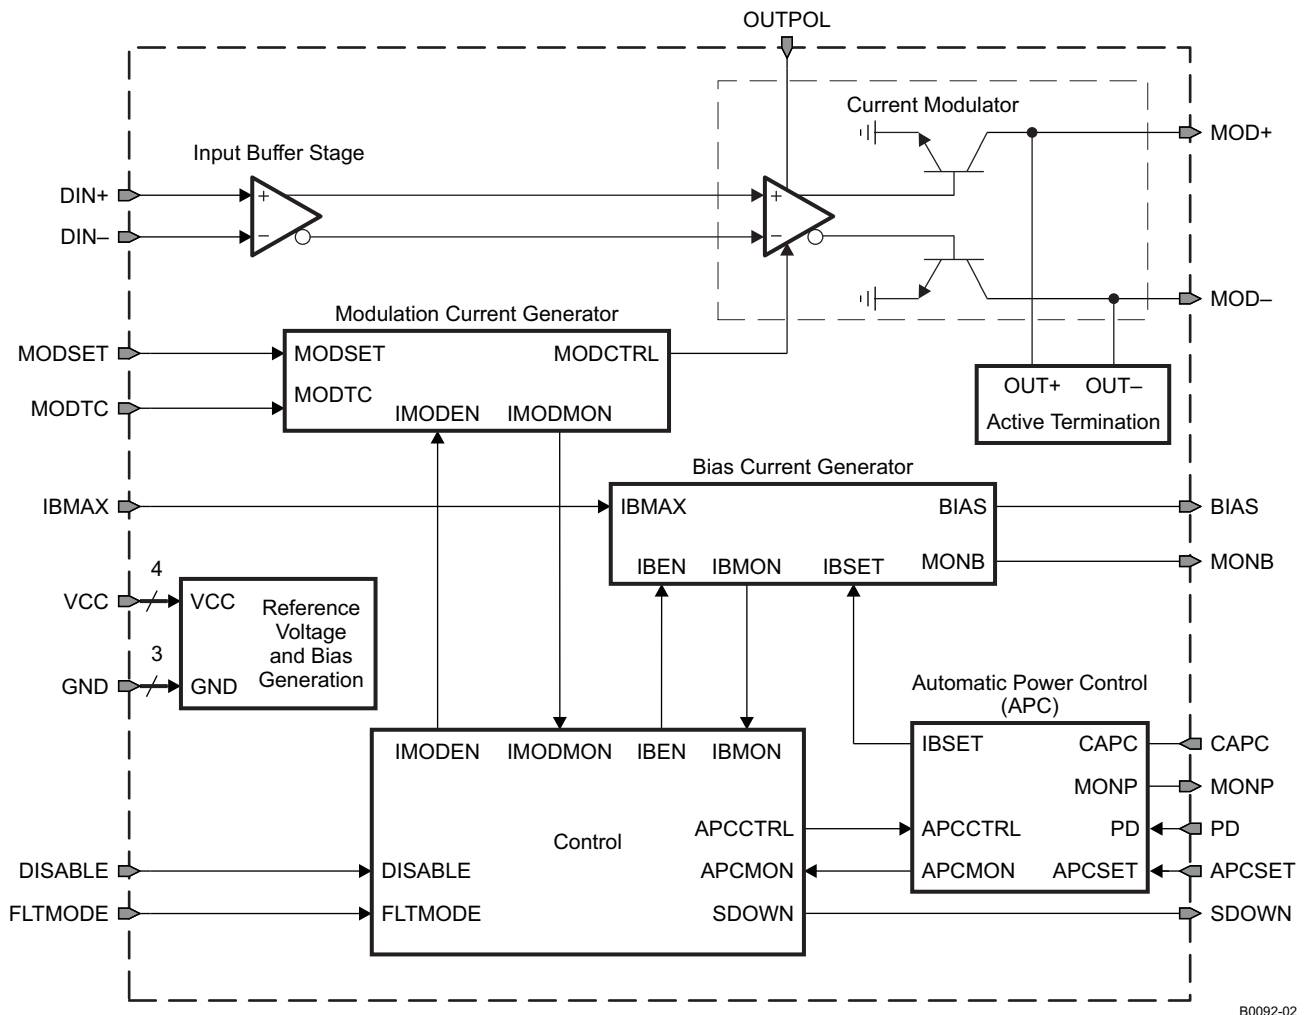 OUTPOL
Current Modulator
MOD+
Input Buffer Stage
DIN+
+
+
DIN–
–
–
MOD–
Modulation Current Generator
MODSET
MODSET
MODCTRL
MODTC
MODTC
IMODEN
IMODMON
OUT+
OUT–
Active Termination
Bias Current Generator
IBMAX
IBMAX
BIAS
BIAS
IBEN
IBMON
IBSET
MONB
MONB
4
VCC
VCC
Reference
Voltage
and Bias
Generation
3
GND
GND
Automatic Power Control
(APC)
IMODEN
IMODMON
IBEN
IBMON
IBSET
CAPC
CAPC
MONP
MONP
Control
APCCTRL
APCCTRL
PD
PD
DISABLE
DISABLE
APCMON
APCMON
APCSET
APCSET
FLTMODE
FLTMODE
SDOWN
SDOWN
B0092-02